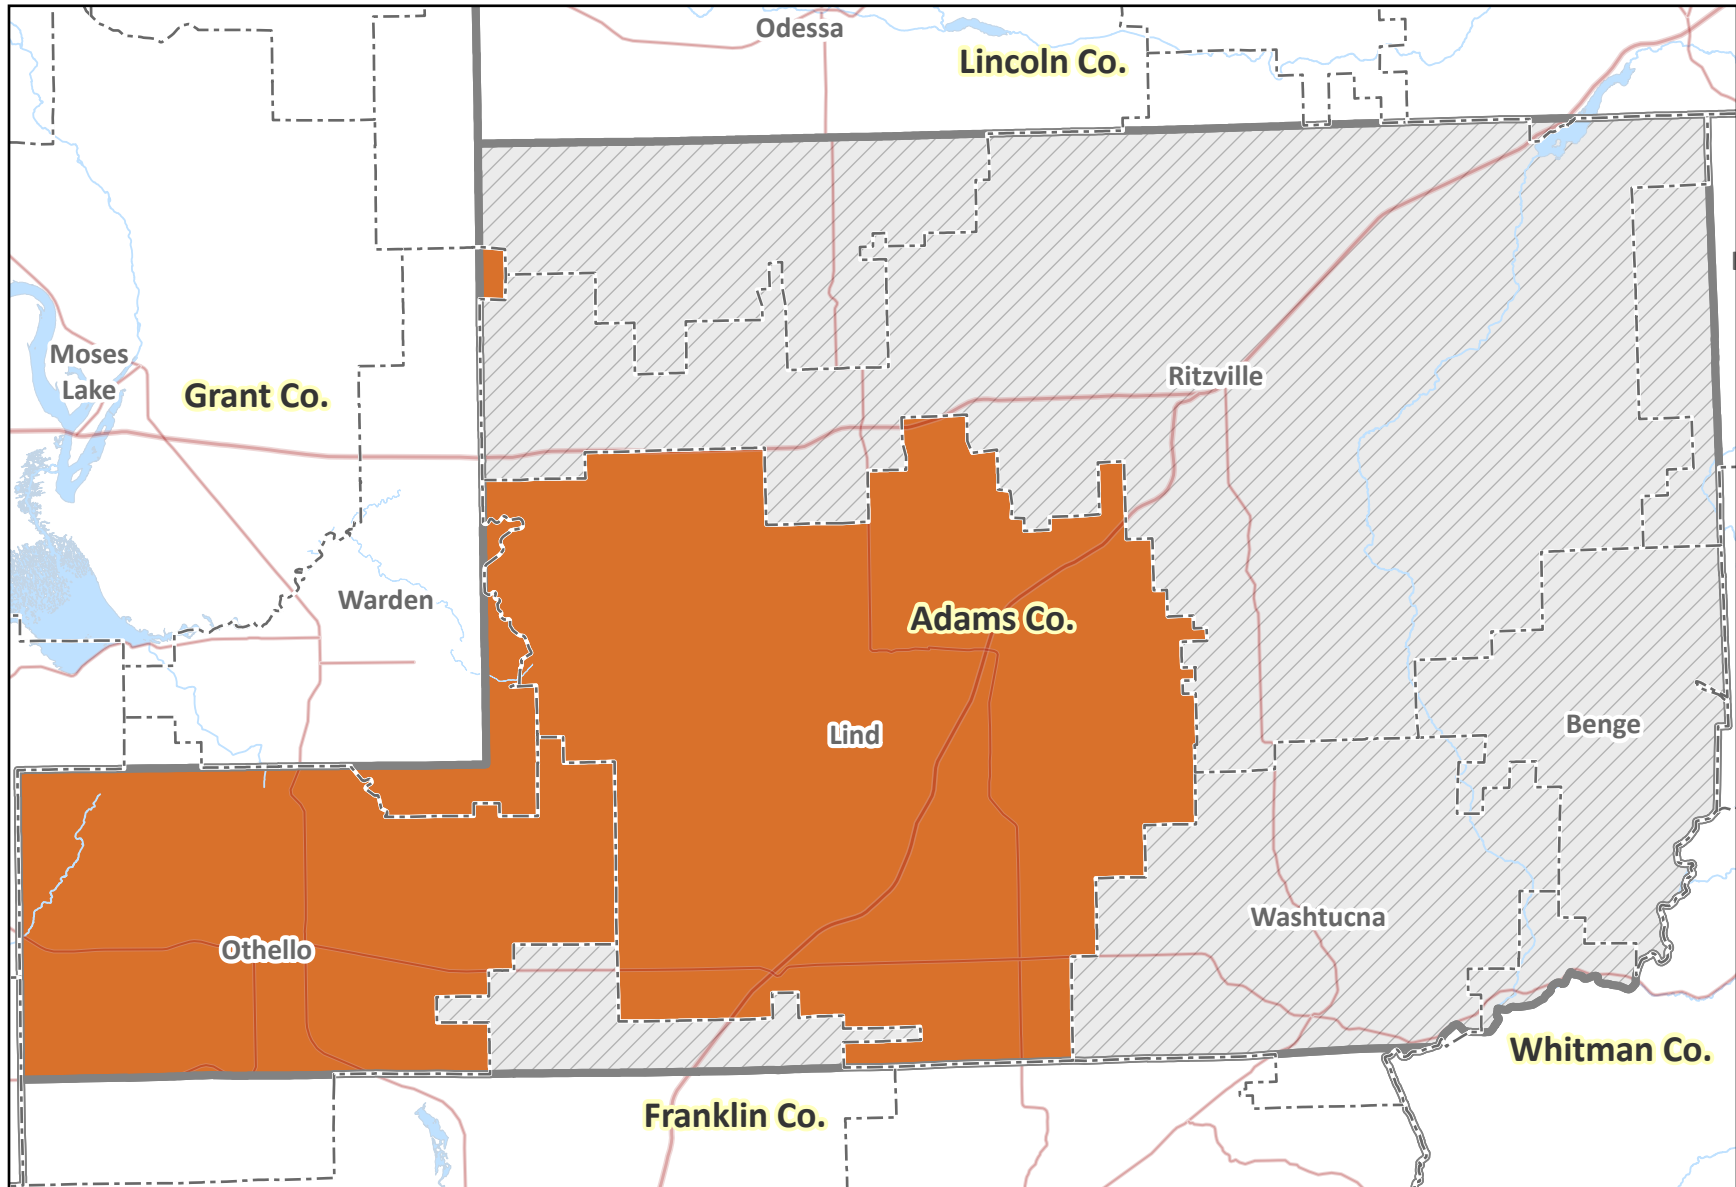 Odessa
Lincoln Co.
Moses
Lake
Grant Co.
Ritzville
Warden
Adams Co.
Lind
Benge
Othello
Washtucna
Whitman Co.
Franklin Co.